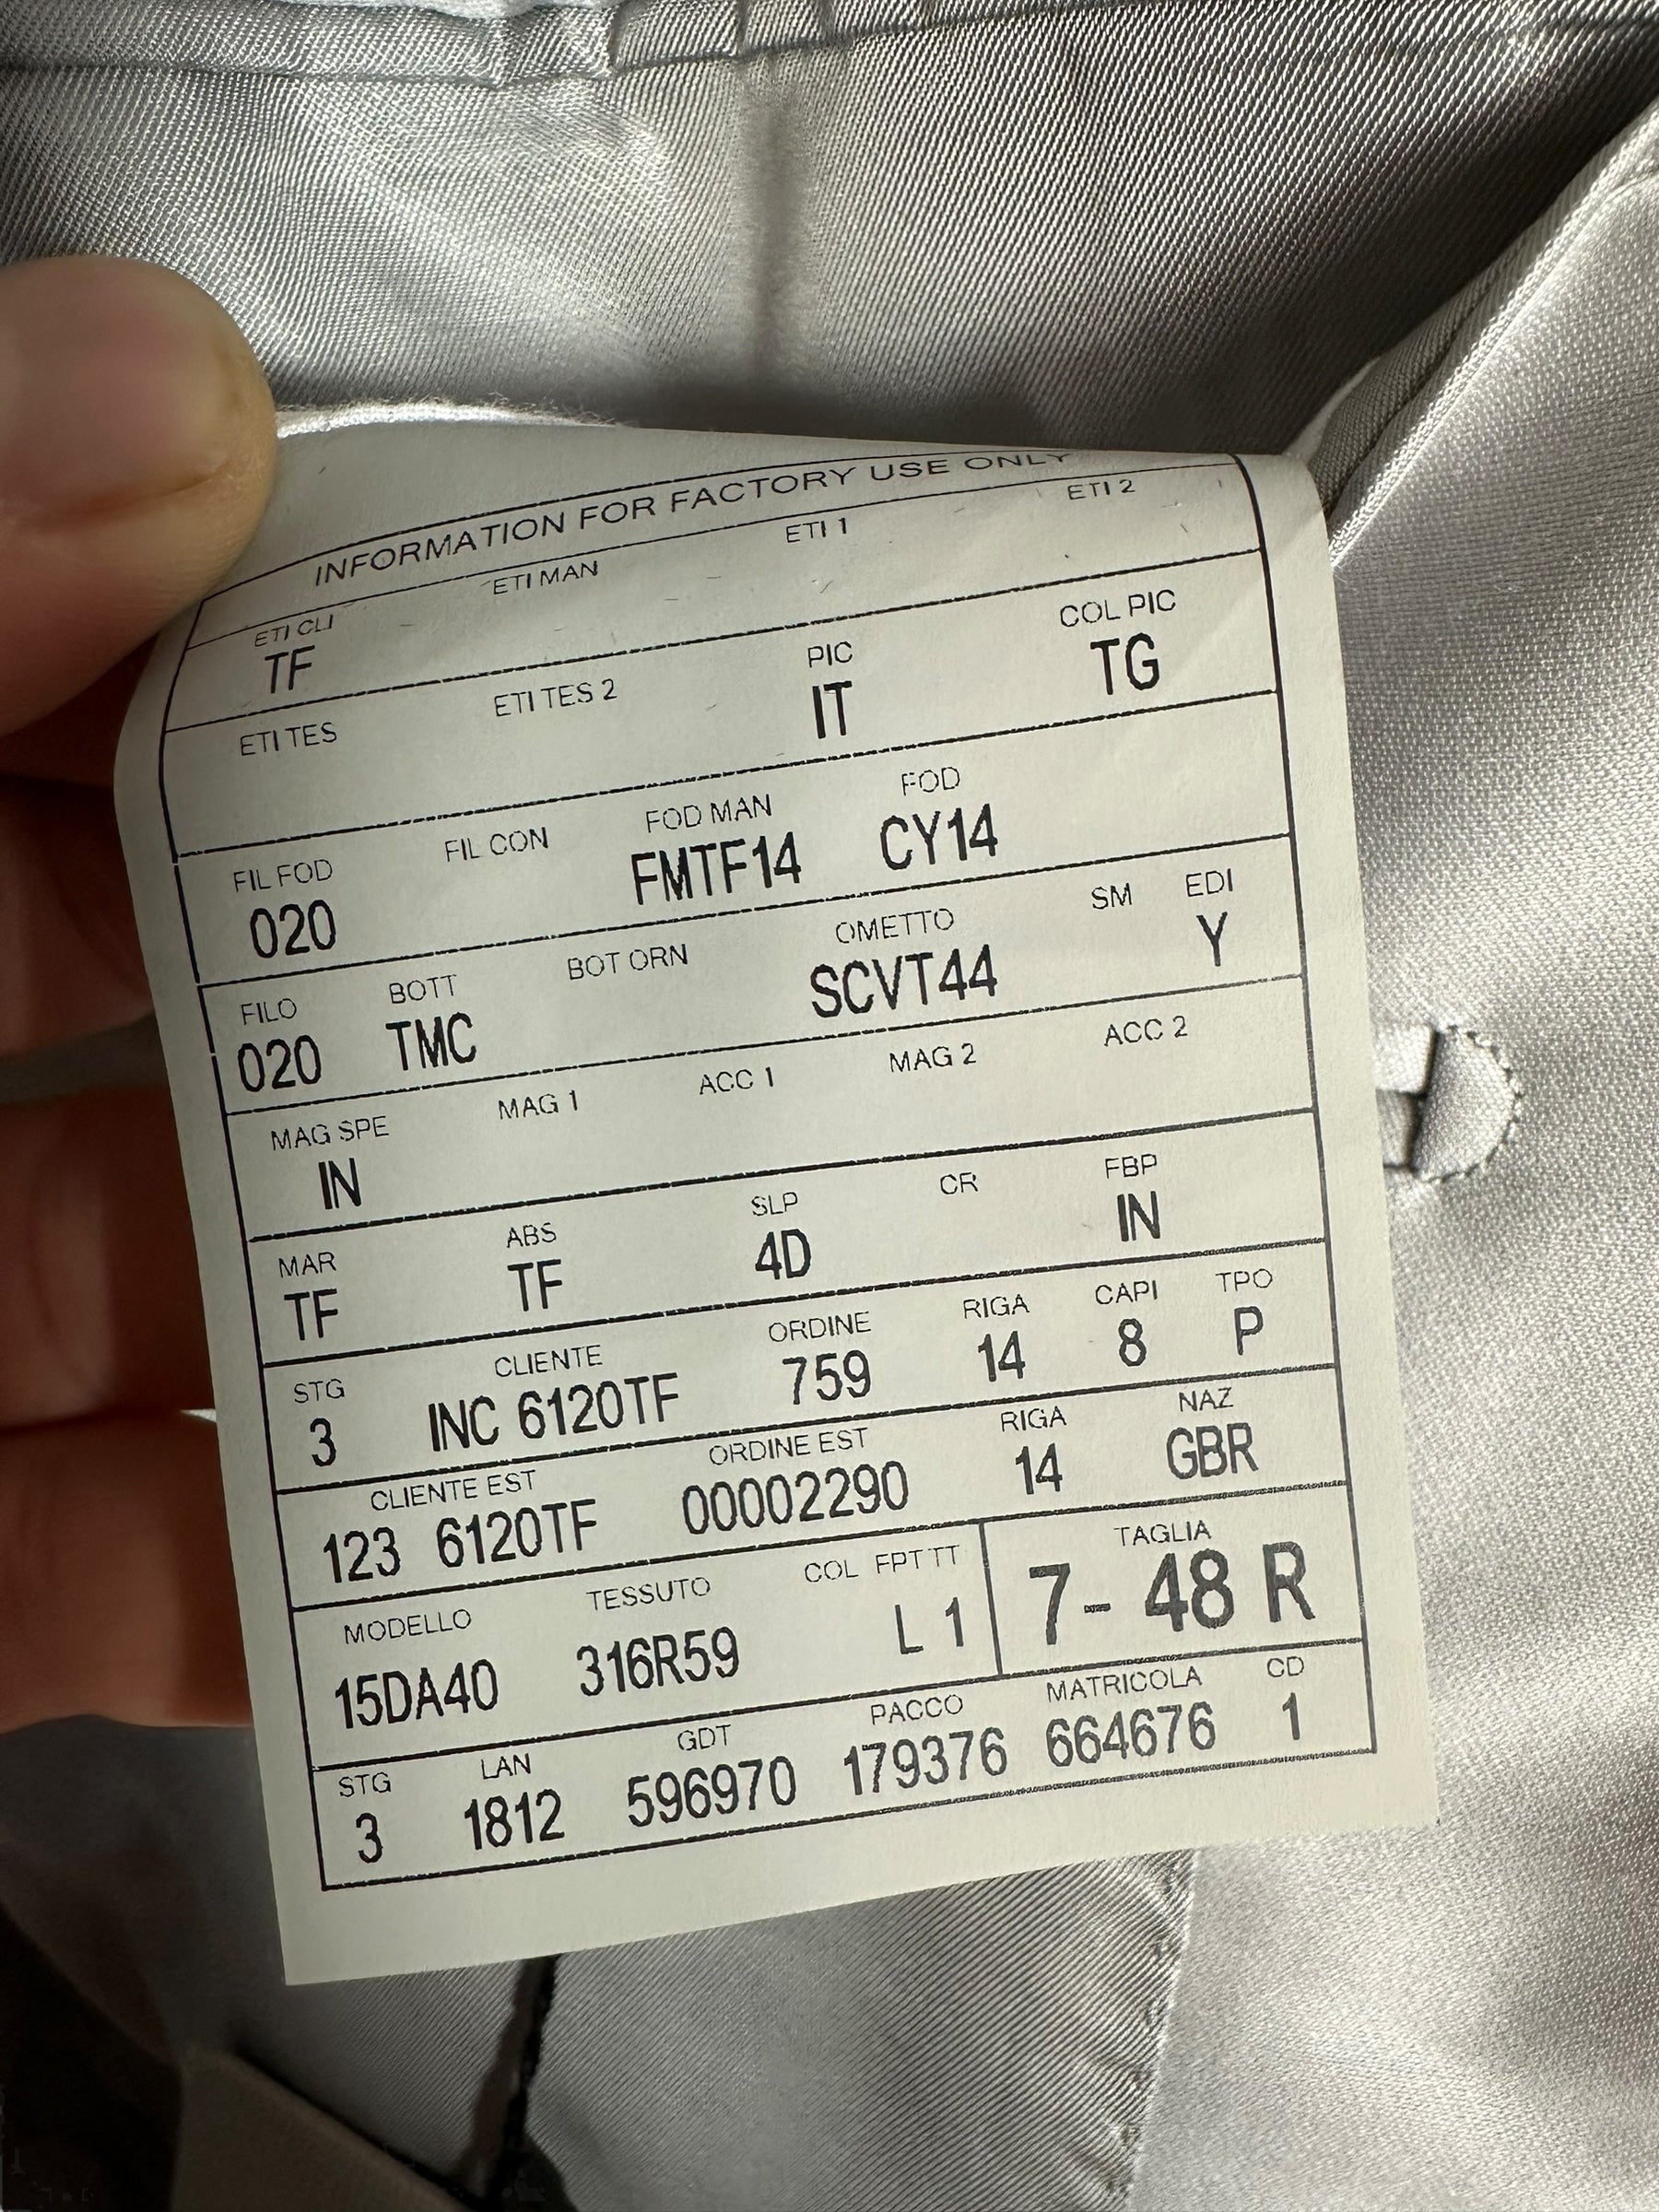 INFORMATION FOR FACTORY USE ONLY
ETI CLI ETI MAN ETI 1 ETI 2
TF
ETI TES ETI TES 2 PIC COL PIC
IT TG
FIL FOD FIL CON FOD MAN FOD
020 FMTF14 CY14
FILO BOTT BOT ORN OMETTO SM EDI
020 TMC SCVT44 Y
MAG SPE MAG 1 ACC 1 MAG 2 ACC 2
IN
MAR ABS SLP CR FBP
TF TF 4D IN
STG CLIENTE ORDINE RIGA CAPI TPO
3 INC 6120TF 759 14 8 P
CLIENTE EST ORDINE EST RIGA NAZ
123 6120TF 00002290 14 GBR
MODELLO TESSUTO COL FPT TT TAGLIA
15DA40 316R59 L 1 7- 48 R
STG LAN GDT PACCO MATRICOLA CD
3 1812 596970 179376 664676 1